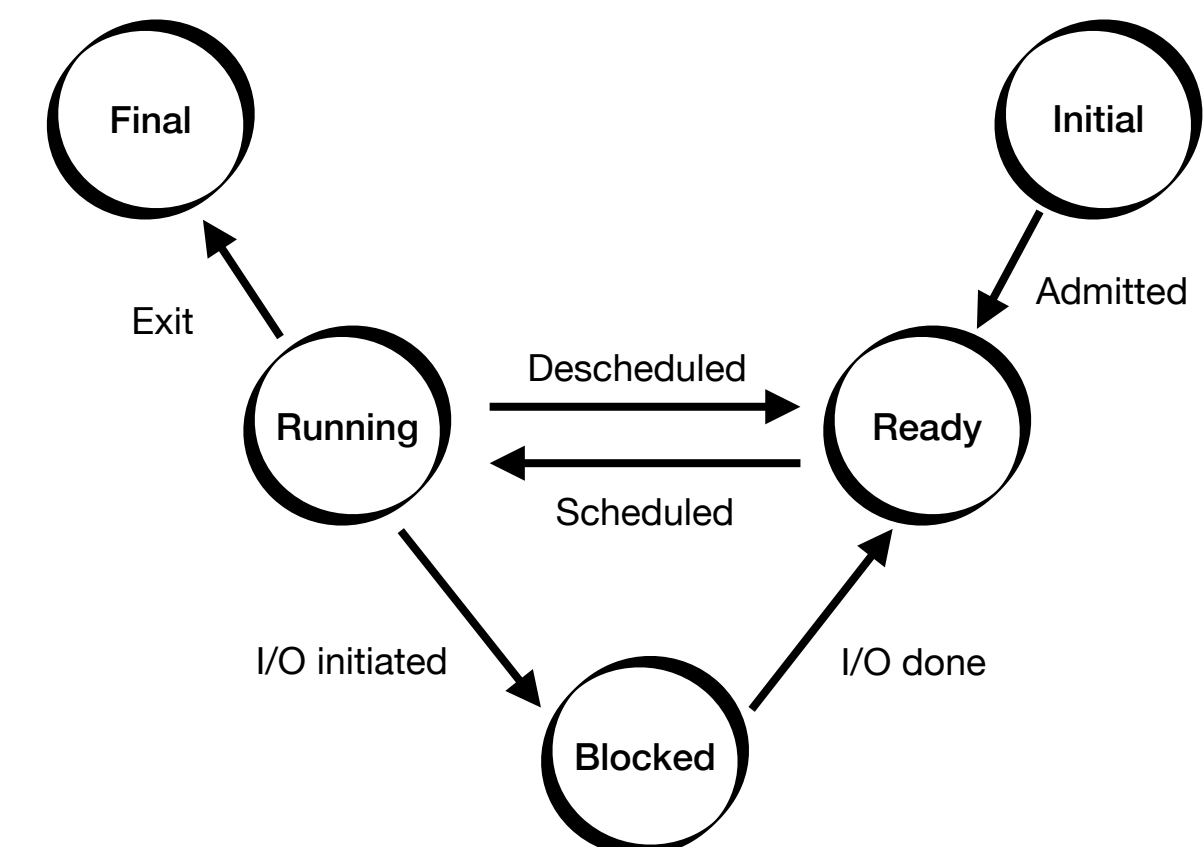 Final
Initial
Admitted
Exit
Descheduled
Running
Ready
Scheduled
I/O initiated
I/O done
Blocked